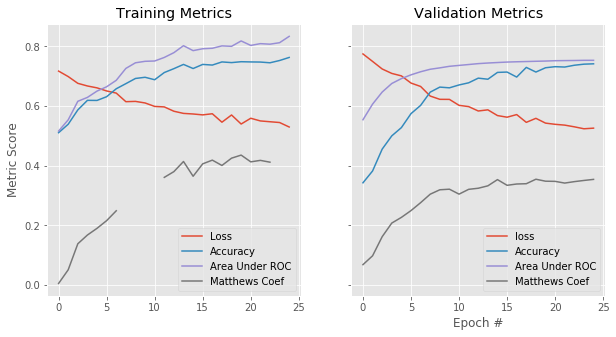 Training Metrics
Validation Metrics
Metric Score
0.8
0.6
0.4
0.2
0.0
Loss
Accuracy
Area Under ROC
Matthews Coef
0 5 10 15 20 25
loss
Accuracy
Area Under ROC
Matthews Coef
0 5 10 15 20 25
Epoch #